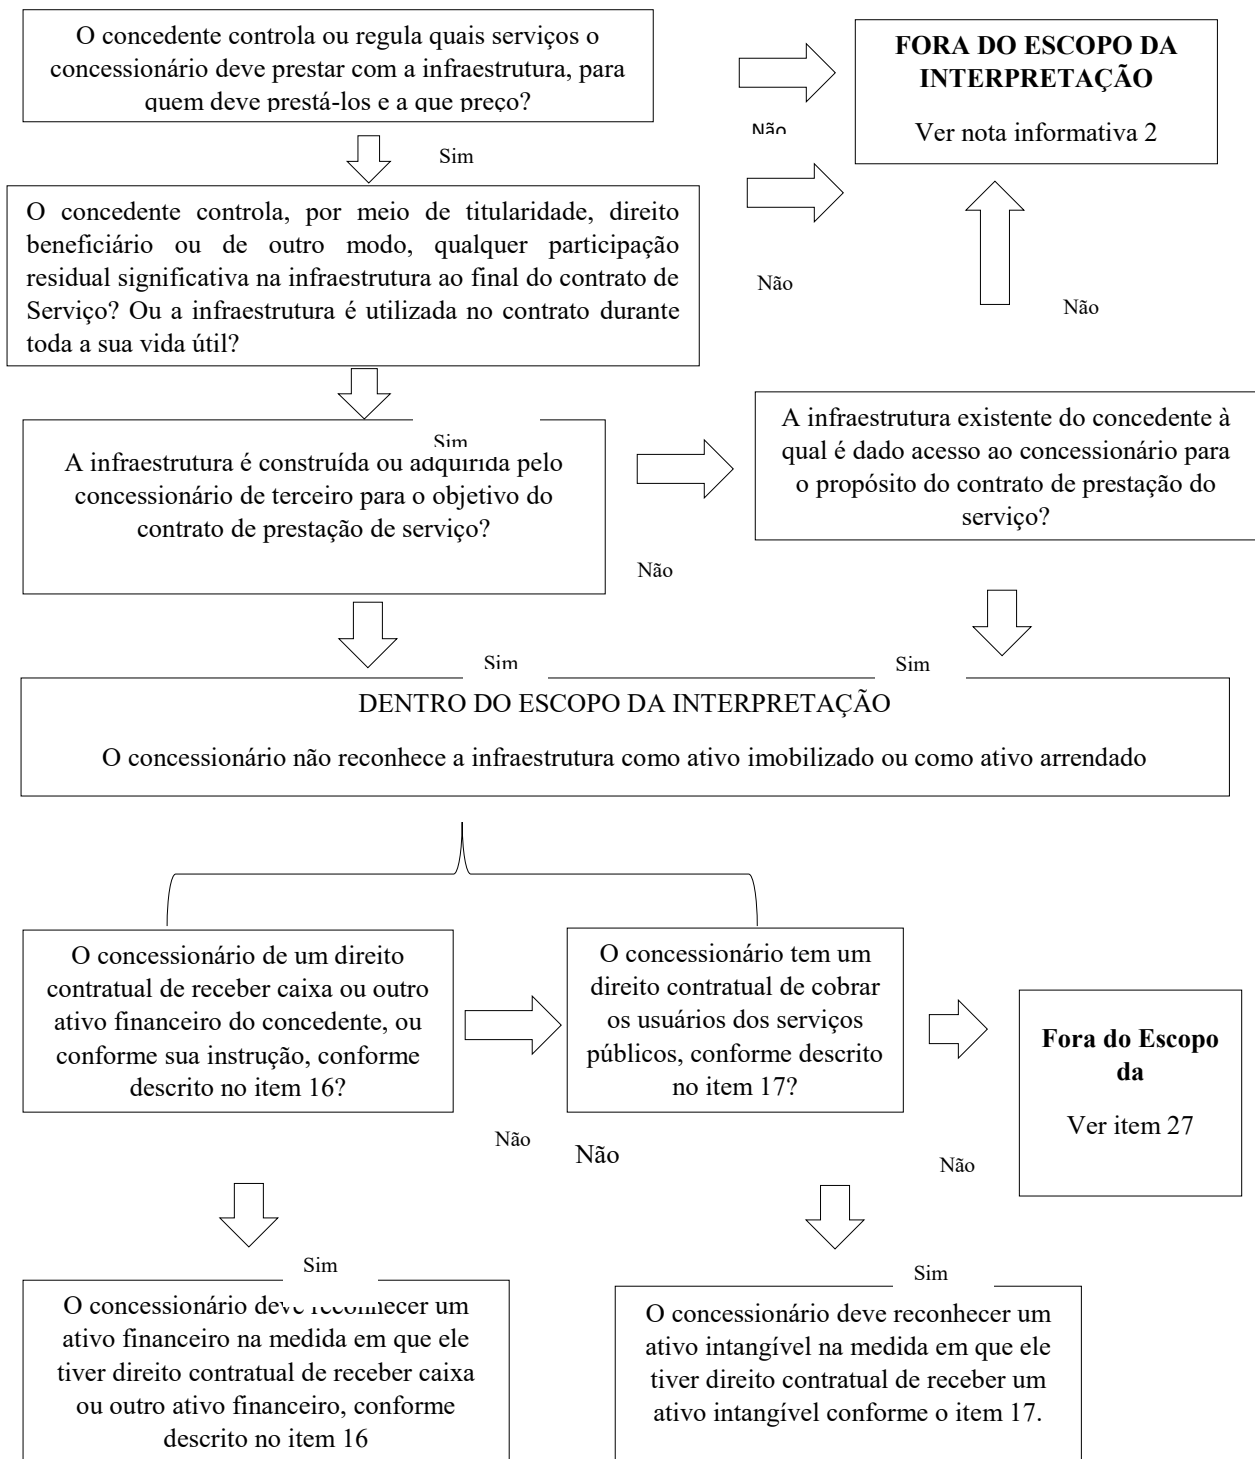 O concedente controla ou regula quais serviços o
concessionário deve prestar com a infraestrutura, para
quem deve prestá-los e a que preço?
Não
FORA DO ESCOPO DA
INTERPRETAÇÃO
Ver nota informativa 2
Sim
O concedente controla, por meio de titularidade, direito
beneficiário ou de outro modo, qualquer participação
residual significativa na infraestrutura ao final do contrato de
Serviço? Ou a infraestrutura é utilizada no contrato durante
toda a sua vida útil?
Não
Não
Sim
A infraestrutura é construída ou adquirida pelo
concessionário de terceiro para o objetivo do
contrato de prestação de serviço?
Não
A infraestrutura existente do concedente à
qual é dado acesso ao concessionário para
o propósito do contrato de prestação do
serviço?
Sim
Sim
DENTRO DO ESCOPO DA INTERPRETAÇÃO
O concessionário não reconhece a infraestrutura como ativo imobilizado ou como ativo arrendado
O concessionário de um direito
contratual de receber caixa ou outro
ativo financeiro do concedente, ou
conforme sua instrução, conforme
descrito no item 16?
Não
O concessionário tem um
direito contratual de cobrar
os usuários dos serviços
públicos, conforme descrito
no item 17?
Não
Não
Fora do Escopo
da
Ver item 27
Sim
O concessionário deve reconhecer um
ativo financeiro na medida em que ele
tiver direito contratual de receber caixa
ou outro ativo financeiro, conforme
descrito no item 16
Sim
O concessionário deve reconhecer um
ativo intangível na medida em que ele
tiver direito contratual de receber um
ativo intangível conforme o item 17.